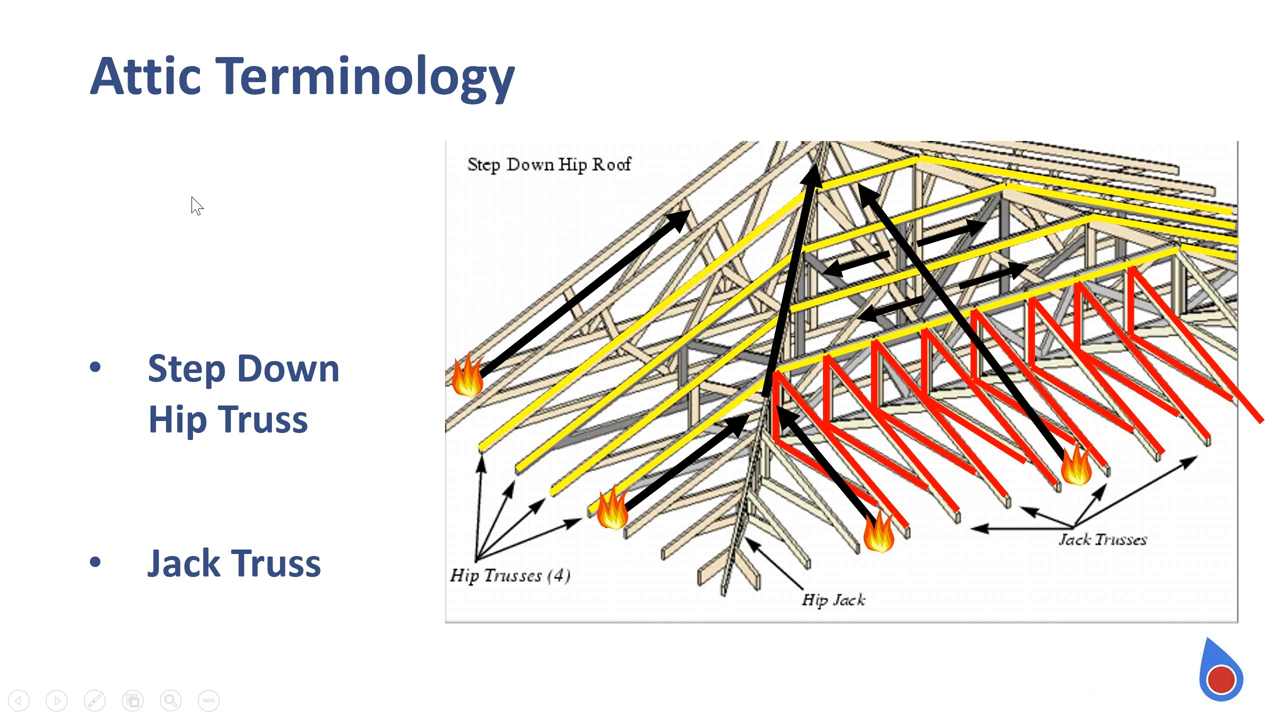 Attic Terminology
Step Down Hip Roof
• Step Down
Hip Truss
• Jack Truss
Hip Trusses (4)
Hip Jack
Jack Trusses